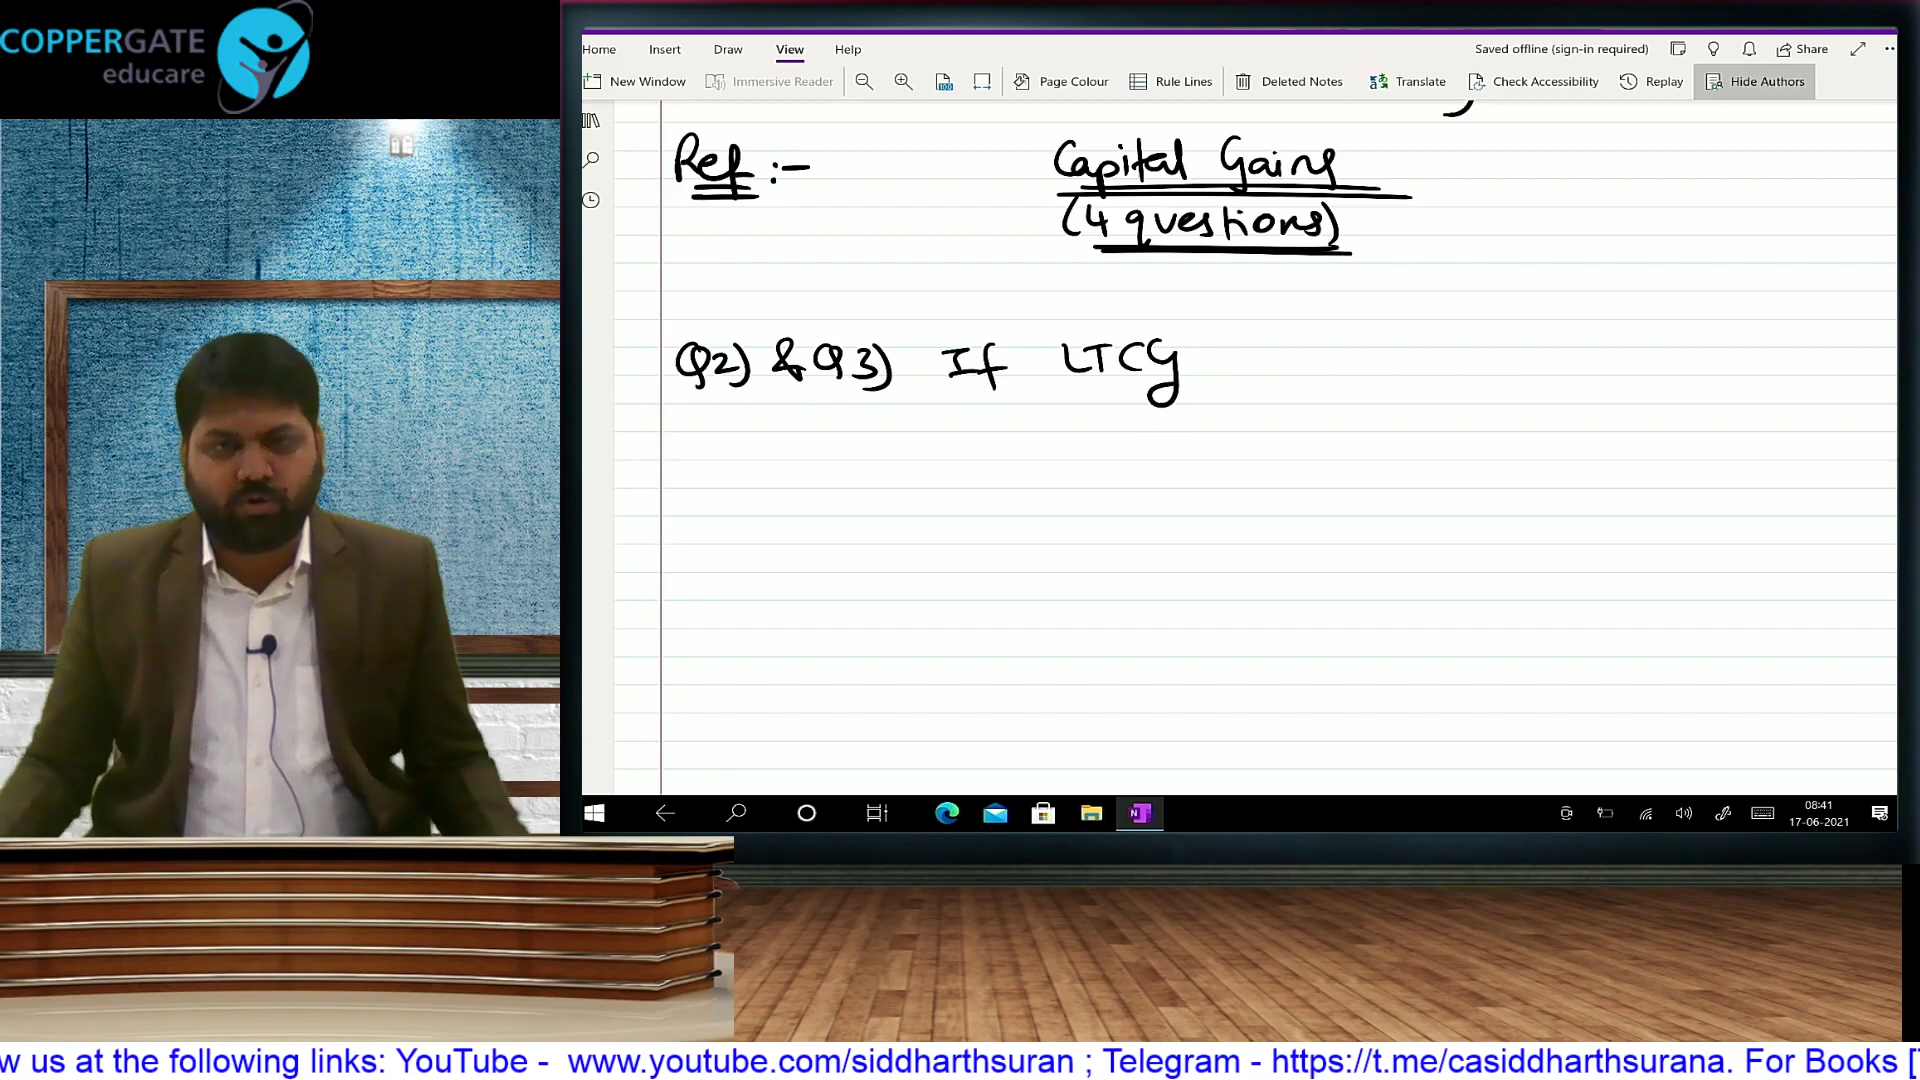 COPPERGATE
educare
Home Insert Draw View Help
Saved offline (sign-in required) Share
New Window Immersive Reader Page Colour Rule Lines Deleted Notes Translate Check Accessibility Replay Hide Authors
Ref :- Capital Gains
(4 questions)
Q2) & Q3) If LTCG
08:41
17-06-2021
w us at the following links: YouTube - www.youtube.com/siddharthsuran ; Telegram - https://t.me/casiddharthsurana. For Books [